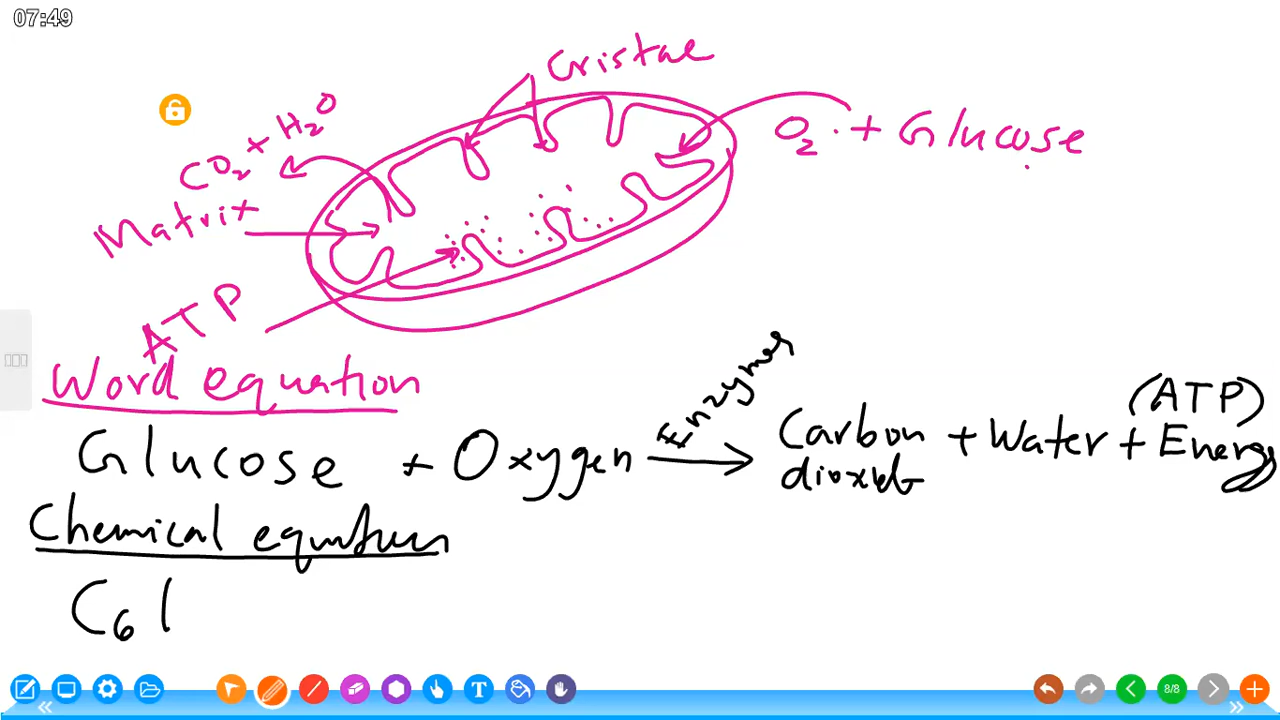 07:49
Cristae
CO2 + H2O
O2 + Glucose
Matrix
ATP
Word equation
Glucose + Oxygen
Enzymes
Carbon
dioxide
+ Water + Energy
(ATP)
Chemical equation
C6
T
8/8